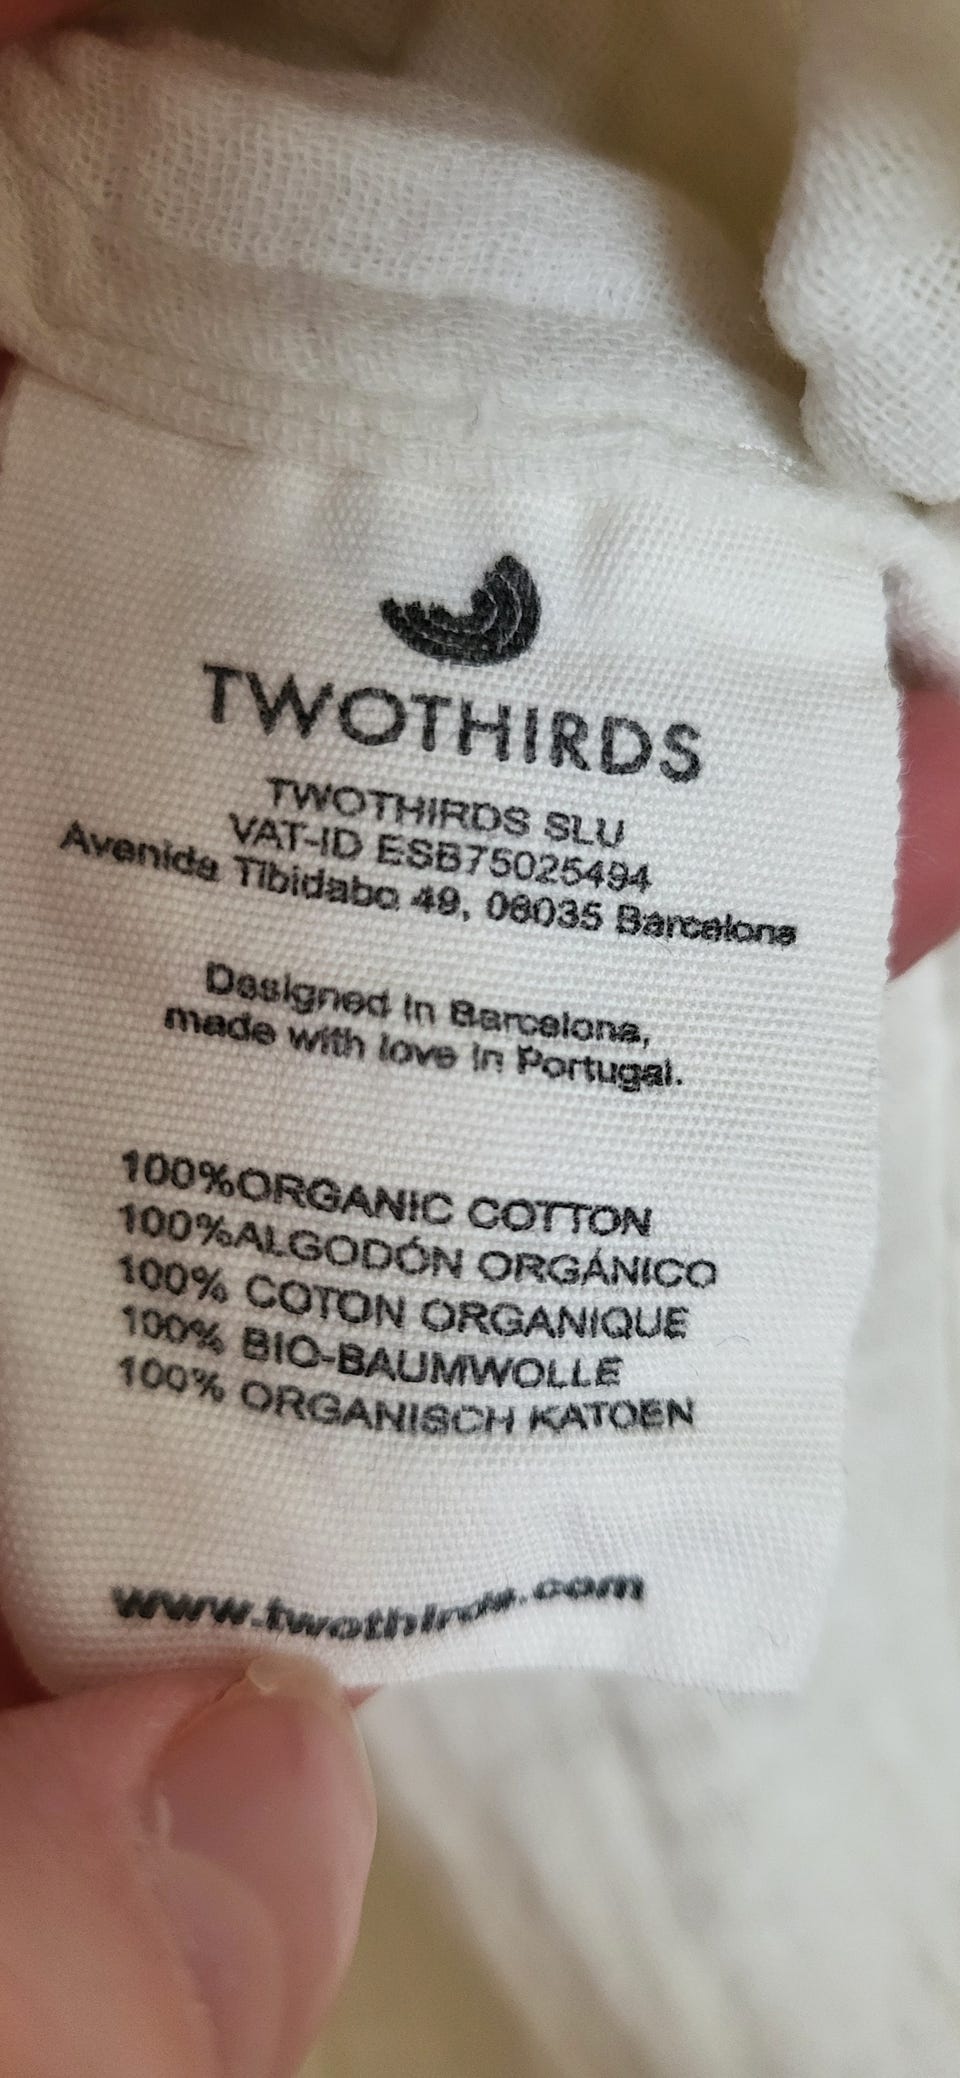 TWOTHIRDS
TWOTHIRDS SLU
VAT-ID ESB75025494
Avenida Tibidabo 49, 08035 Barcelona
Designed in Barcelona,
made with love in Portugal.
100%ORGANIC COTTON
100%ALGODÓN ORGÁNICO
100% COTON ORGANIQUE
100% BIO-BAUMWOLLE
100% ORGANISCH KATOEN
www.twothirds.com